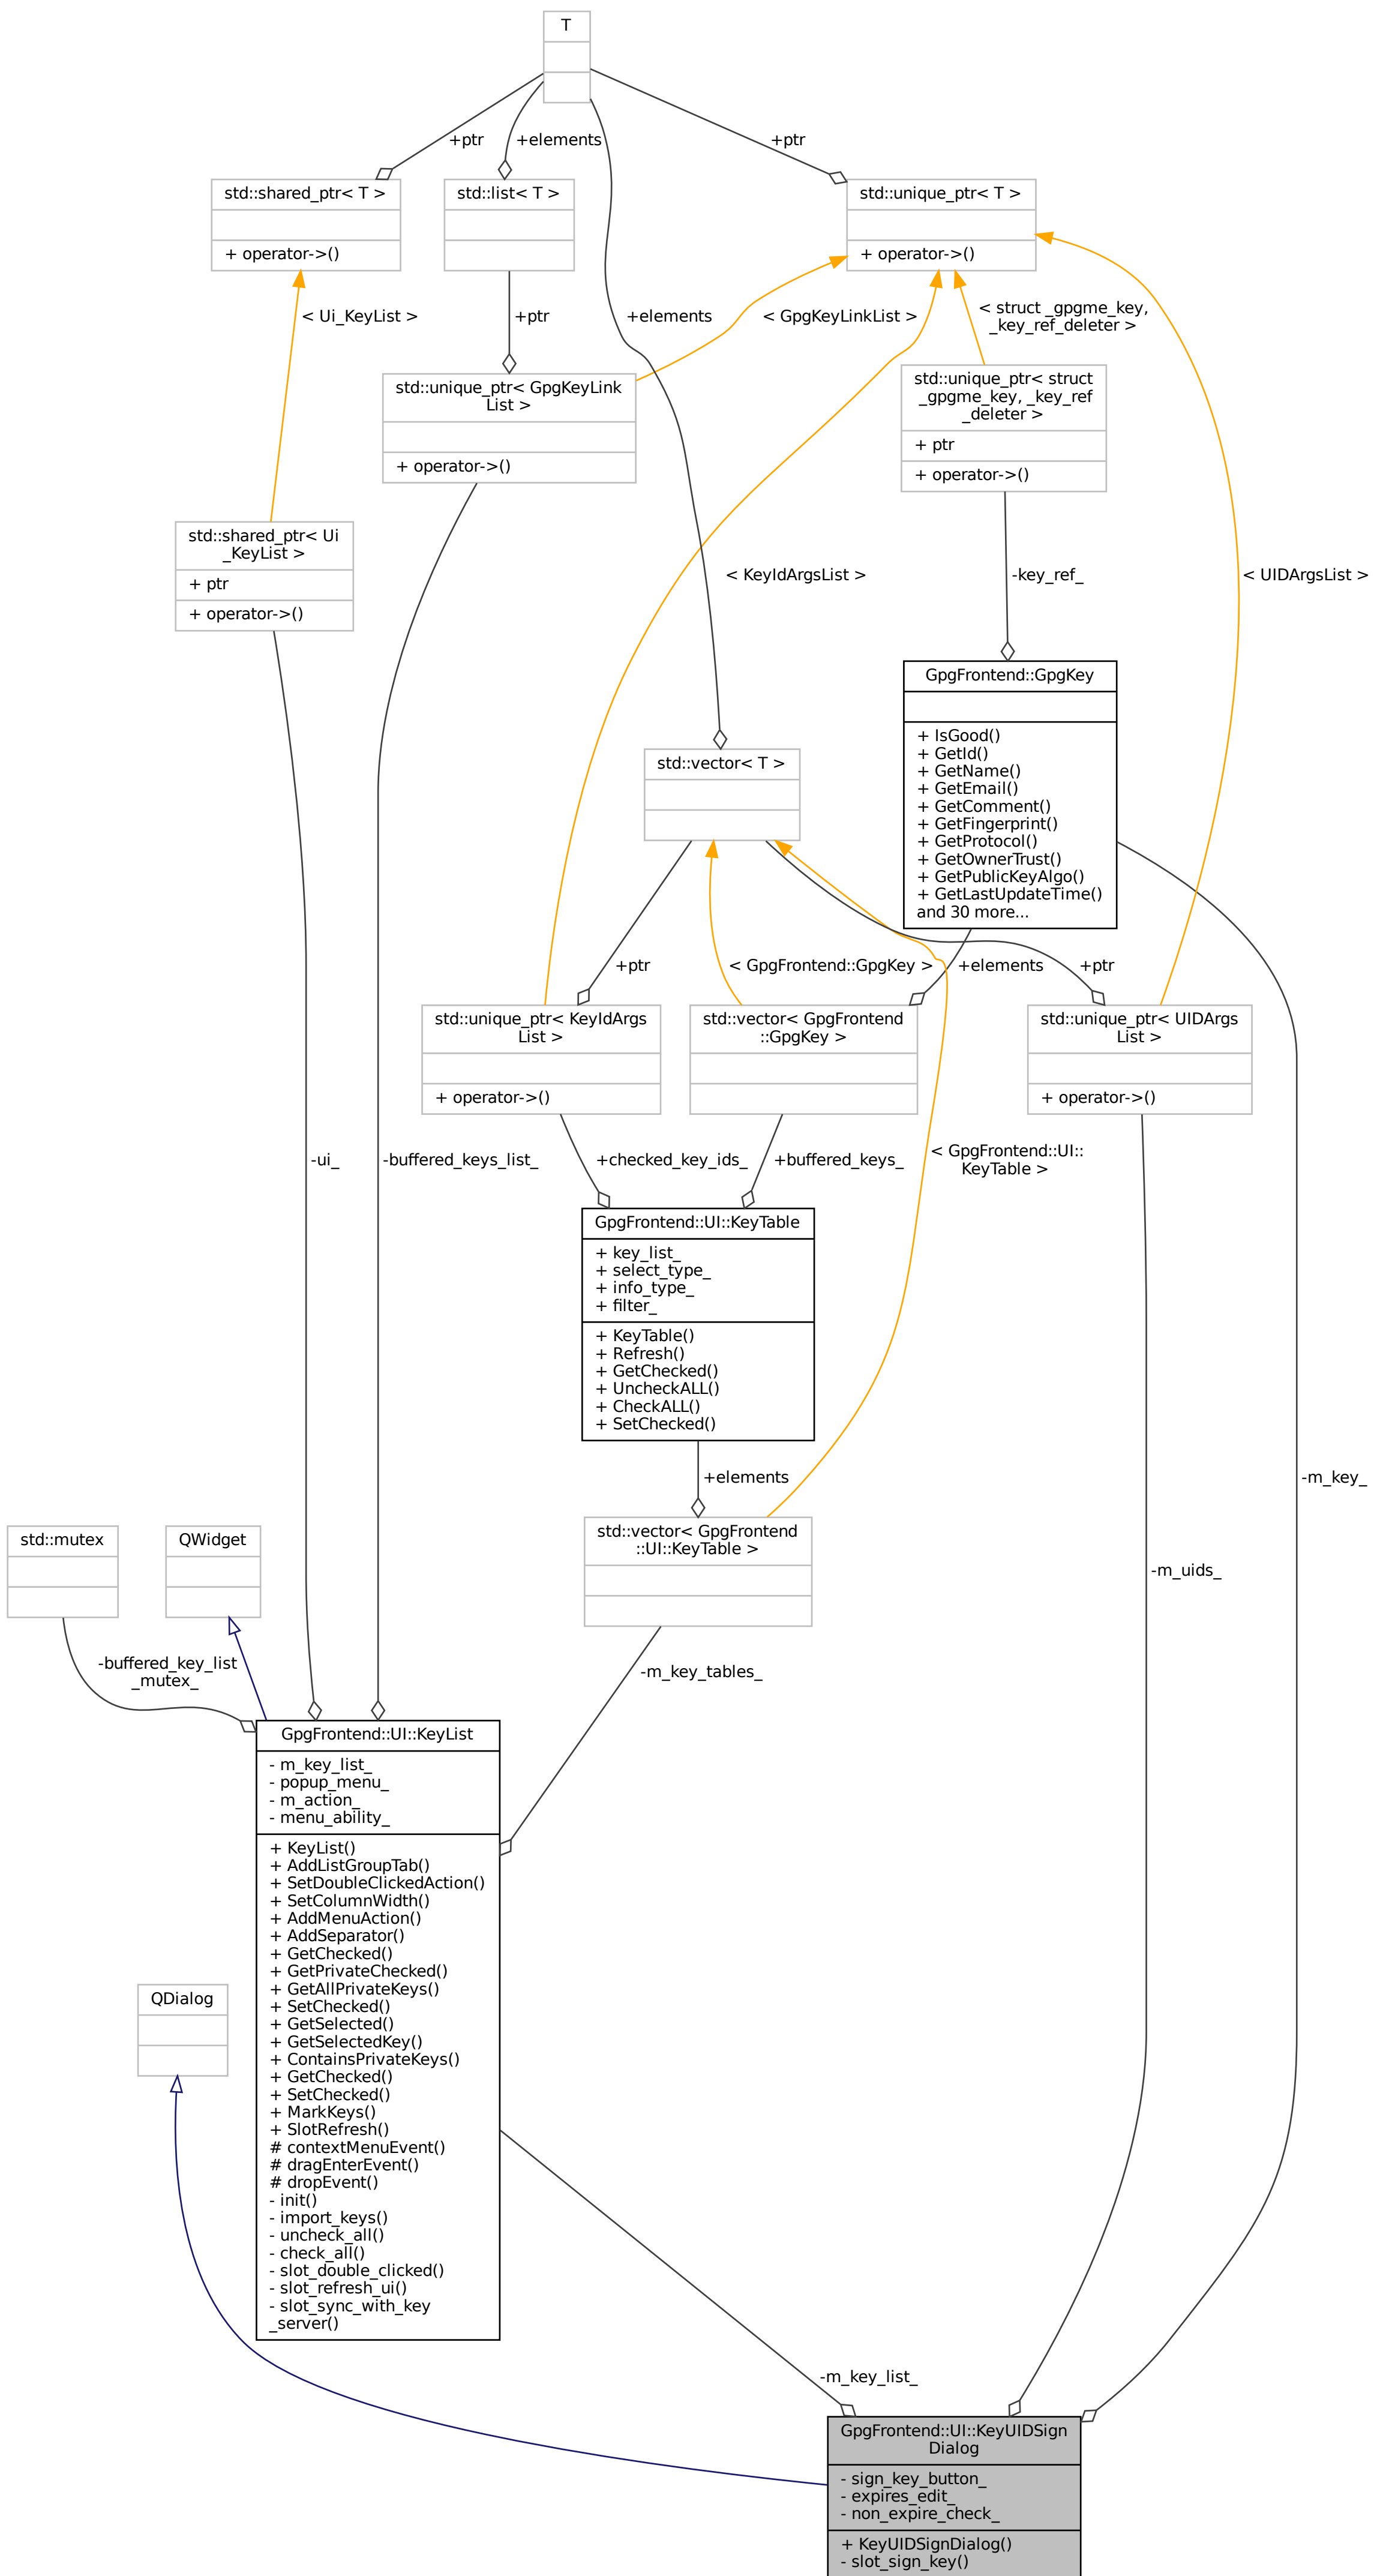 T
+ptr
+elements
+ptr
std::shared_ptr< T >
+ operator->()
std::list< T >
std::unique_ptr< T >
+ operator->()
< Ui_KeyList >
+ptr
+elements
< GpgKeyLinkList >
< struct _gpgme_key,
_key_ref_deleter >
std::unique_ptr< GpgKeyLink
List >
+ operator->()
std::unique_ptr< struct
_gpgme_key, _key_ref
_deleter >
+ ptr
+ operator->()
std::shared_ptr< Ui
_KeyList >
+ ptr
+ operator->()
< KeyIdArgsList >
-key_ref_
< UIDArgsList >
GpgFrontend::GpgKey
+ IsGood()
+ GetId()
+ GetName()
+ GetEmail()
+ GetComment()
+ GetFingerprint()
+ GetProtocol()
+ GetOwnerTrust()
+ GetPublicKeyAlgo()
+ GetLastUpdateTime()
and 30 more...
std::vector< T >
+ptr
< GpgFrontend::GpgKey >
+elements
+ptr
std::unique_ptr< KeyIdArgs
List >
+ operator->()
std::vector< GpgFrontend
::GpgKey >
std::unique_ptr< UIDArgs
List >
+ operator->()
-ui_
-buffered_keys_list_
+checked_key_ids_
+buffered_keys_
< GpgFrontend::UI::
KeyTable >
GpgFrontend::UI::KeyTable
+ key_list_
+ select_type_
+ info_type_
+ filter_
+ KeyTable()
+ Refresh()
+ GetChecked()
+ UncheckALL()
+ CheckALL()
+ SetChecked()
+elements
-m_key_
std::mutex
QWidget
std::vector< GpgFrontend
::UI::KeyTable >
-m_uids_
-buffered_key_list
_mutex_
-m_key_tables_
GpgFrontend::UI::KeyList
- m_key_list_
- popup_menu_
- m_action_
- menu_ability_
+ KeyList()
+ AddListGroupTab()
+ SetDoubleClickedAction()
+ SetColumnWidth()
+ AddMenuAction()
+ AddSeparator()
+ GetChecked()
+ GetPrivateChecked()
+ GetAllPrivateKeys()
+ SetChecked()
+ GetSelected()
+ GetSelectedKey()
+ ContainsPrivateKeys()
+ GetChecked()
+ SetChecked()
+ MarkKeys()
+ SlotRefresh()
# contextMenuEvent()
# dragEnterEvent()
# dropEvent()
- init()
- import_keys()
- uncheck_all()
- check_all()
- slot_double_clicked()
- slot_refresh_ui()
- slot_sync_with_key
_server()
QDialog
-m_key_list_
GpgFrontend::UI::KeyUIDSign
Dialog
- sign_key_button_
- expires_edit_
- non_expire_check_
+ KeyUIDSignDialog()
- slot_sign_key()